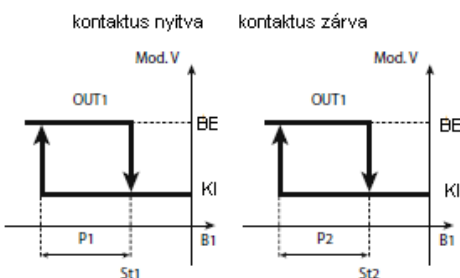 kontaktus nyitva kontaktus zárva
Mod. V Mod. V
OUT1 BE OUT1 BE
KI KI
P1 B1 P2 B1
St1 St2